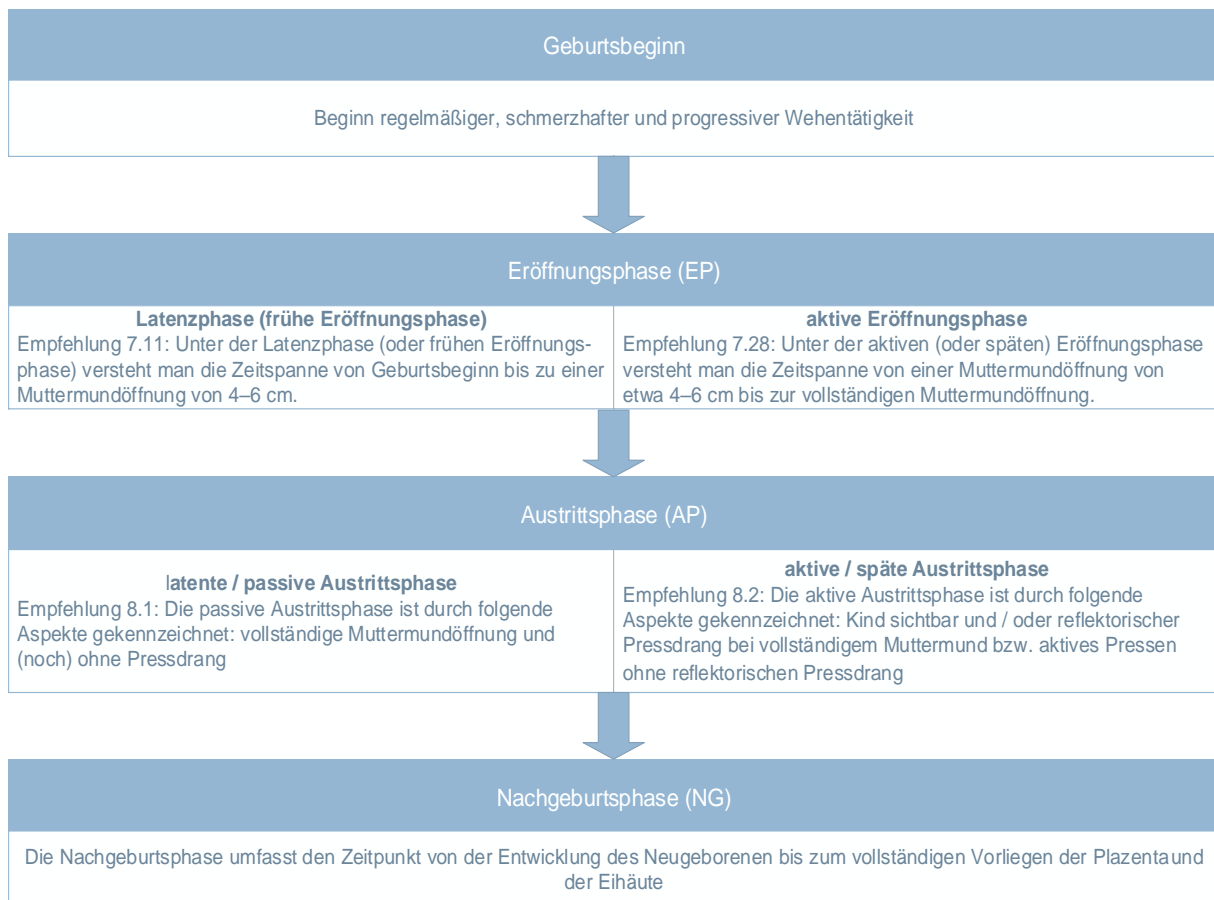 Geburtsbeginn
Beginn regelmäßiger, schmerzhafter und progressiver Wehentätigkeit
Eröffnungsphase (EP)
Latenzphase (frühe Eröffnungsphase)
Empfehlung 7.11: Unter der Latenzphase (oder frühen Eröffnungs-
phase) versteht man die Zeitspanne von Geburtsbeginn bis zu einer
Muttermundöffnung von 4–6 cm.
aktive Eröffnungsphase
Empfehlung 7.28: Unter der aktiven (oder späten) Eröffnungsphase
versteht man die Zeitspanne von einer Muttermundöffnung von
etwa 4–6 cm bis zur vollständigen Muttermundöffnung.
Austrittsphase (AP)
latente / passive Austrittsphase
Empfehlung 8.1: Die passive Austrittsphase ist durch folgende
Aspekte gekennzeichnet: vollständige Muttermundöffnung und
(noch) ohne Pressdrang
aktive / späte Austrittsphase
Empfehlung 8.2: Die aktive Austrittsphase ist durch folgende
Aspekte gekennzeichnet: Kind sichtbar und / oder reflektorischer
Pressdrang bei vollständigem Muttermund bzw. aktives Pressen
ohne reflektorischen Pressdrang
Nachgeburtsphase (NG)
Die Nachgeburtsphase umfasst den Zeitpunkt von der Entwicklung des Neugeborenen bis zum vollständigen Vorliegen der Plazentaund
der Eihäute